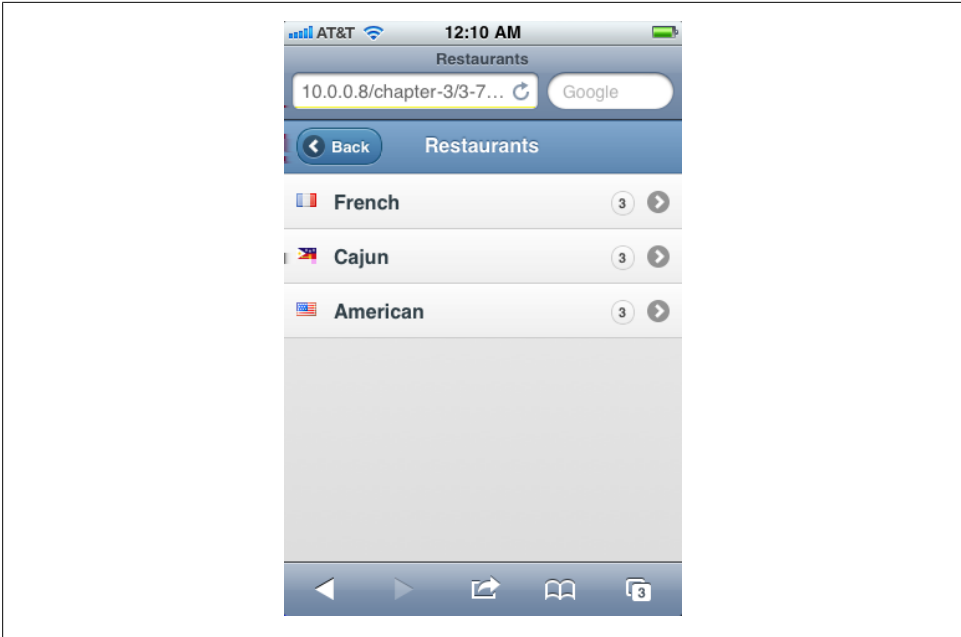 AT&T 12:10 AM
Restaurants
10.0.0.8/chapter-3/3-7... Google
Back Restaurants
French 3
Cajun 3
American 3
3